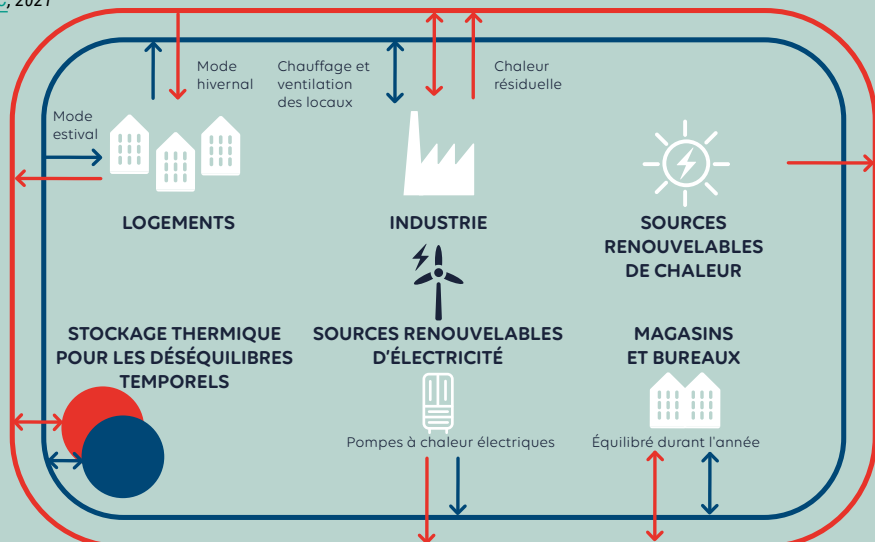 , 2021
Mode
hivernal
Chauffage et
ventilation
des locaux
Chaleur
résiduelle
Mode
estival
LOGEMENTS
INDUSTRIE
SOURCES
RENOUVELABLES
DE CHALEUR
STOCKAGE THERMIQUE
POUR LES DÉSÉQUILIBRES
TEMPORELS
SOURCES RENOUVELABLES
D'ÉLECTRICITÉ
MAGASINS
ET BUREAUX
Pompes à chaleur électriques
Équilibré durant l'année